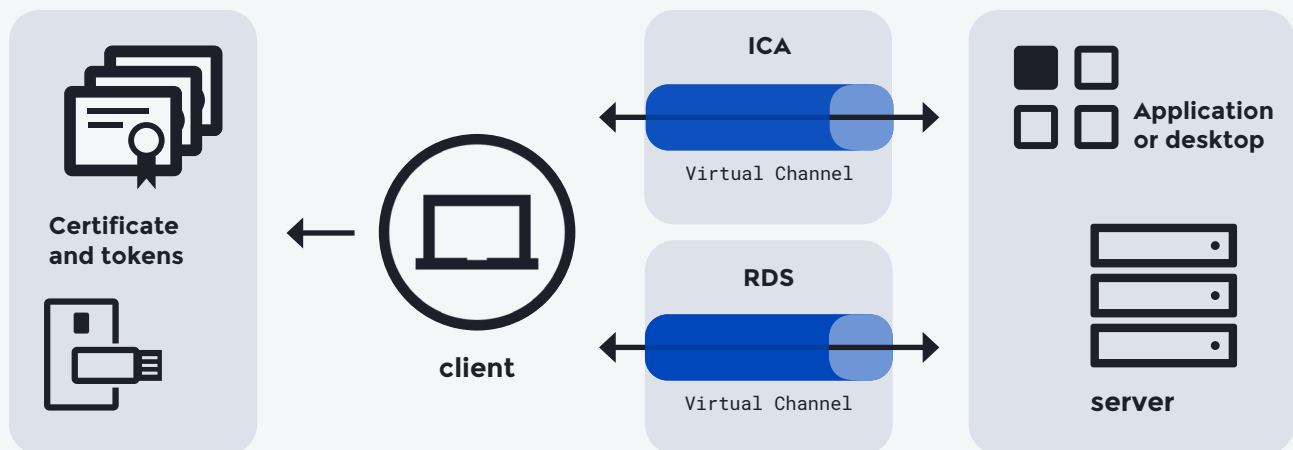 Certificate
and tokens
client
ICA
Virtual Channel
RDS
Virtual Channel
Application
or desktop
server